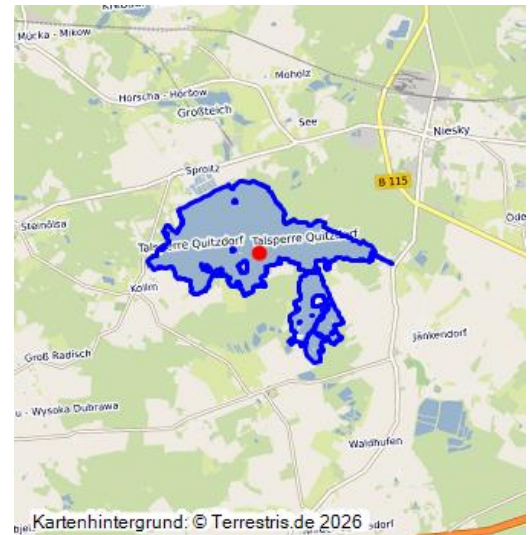 Mücka - Mikow
Moholz
Horscha - Hóršow
Großteich
See
Niesky
Sproitz
B 115
Steinölsa
Talsperre Quitzdorf
Talsperre Quitzdorf
Kollm
Jänkendorf
Groß Radisch
u - Wysoka Dubrawa
Waldhufen
Kartenhintergrund: © Terrestris.de 2026